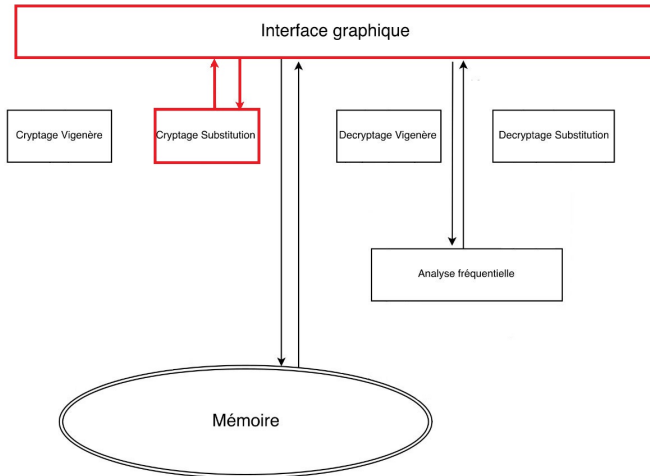 Interface graphique
Cryptage Vigenère
Cryptage Substitution
Decryptage Vigenère
Decryptage Substitution
Analyse fréquentielle
Mémoire